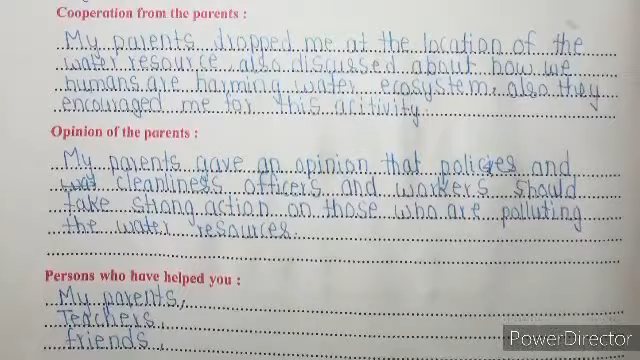 Cooperation from the parents :
My parents dropped me at the location of the
water resource, also disgussed about how we
humans are harming water ecosystem, also they
encouraged me for this acitivity.
Opinion of the parents :
My parents gave an opinion that policies and
cleanliness officers and workers should
take strong action on those who are polluting
the water resources.
Persons who have helped you :
My parents,
Teachers,
friends,
PowerDirector